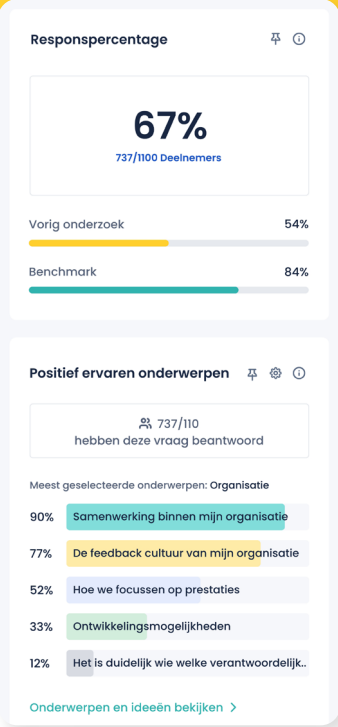 Responspercentage
67%
737/1100 Deelnemers
Vorig onderzoek 54%
Benchmark 84%
Positief ervaren onderwerpen
737/110
hebben deze vraag beantwoord
Meest geselecteerde onderwerpen: Organisatie
90% Samenwerking binnen mijn organisatie
77% De feedback cultuur van mijn organisatie
52% Hoe we focussen op prestaties
33% Ontwikkelingsmogelijkheden
12% Het is duidelijk wie welke verantwoordelijk..
Onderwerpen en ideeën bekijken >